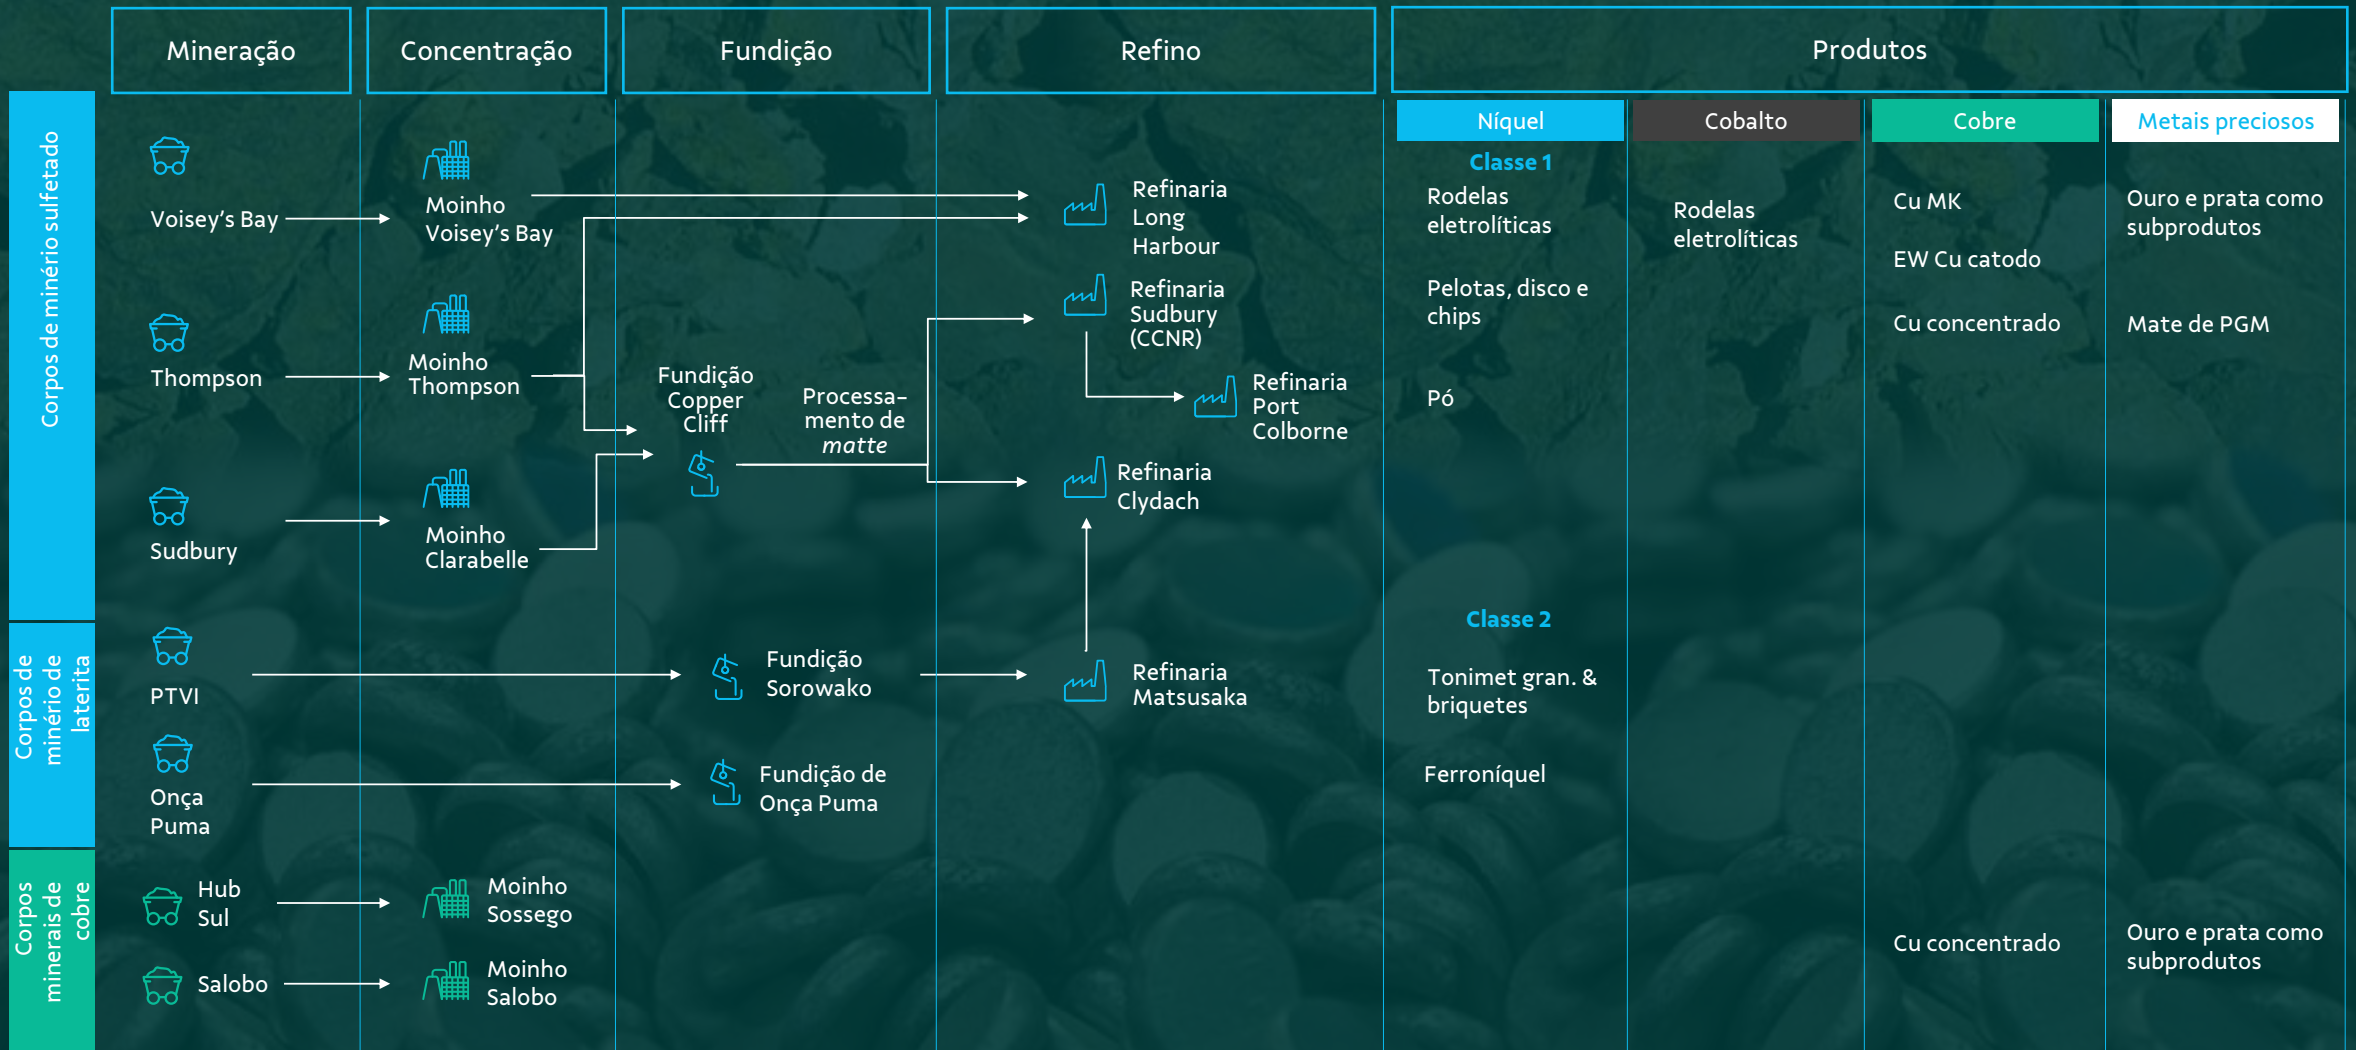 Mineração
Concentração
Fundição
Refino
Produtos
Níquel
Cobalto
Cobre
Metais preciosos
Corpos de minério sulfetado
Voisey's Bay
Moinho
Voisey's Bay
Refinaria
Long
Harbour
Thompson
Moinho
Thompson
Fundição
Copper
Cliff
Processa-
mento de
matte
Refinaria
Sudbury
(CCNR)
Refinaria
Port
Colborne
Sudbury
Moinho
Clarabelle
Refinaria
Clydach
Classe 1
Rodelas
eletrolíticas
Pelotas, disco e
chips
Pó
Rodelas
eletrolíticas
Cu MK
EW Cu catodo
Cu concentrado
Ouro e prata como
subprodutos
Mate de PGM
Corpos de
minério de
laterita
PTVI
Fundição
Sorowako
Refinaria
Matsusaka
Onça
Puma
Fundição de
Onça Puma
Classe 2
Tonimet gran. &
briquetes
Ferroníquel
Corpos
minerais de
cobre
Hub
Sul
Moinho
Sossego
Salobo
Moinho
Salobo
Cu concentrado
Ouro e prata como
subprodutos